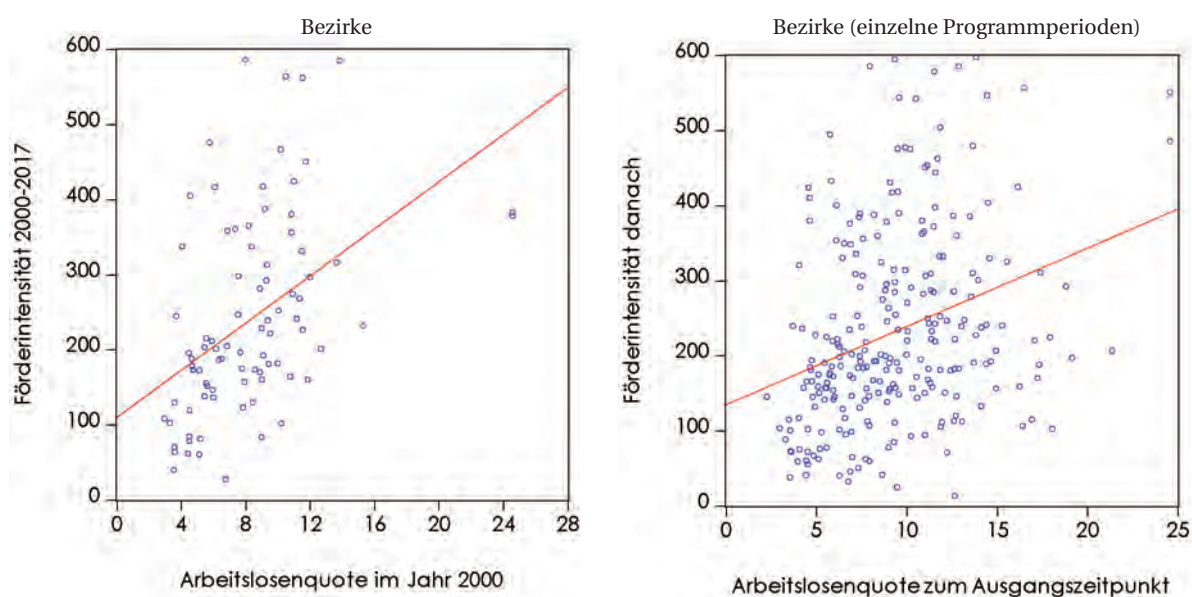 Bezirke
Förderintensität 2000-2017
600
500
400
300
200
100
0
0 4 8 12 16 20 24 28
Arbeitslosenquote im Jahr 2000
Bezirke (einzelne Programmperioden)
Förderintensität danach
600
500
400
300
200
100
0
0 5 10 15 20 25
Arbeitslosenquote zum Ausgangszeitpunkt